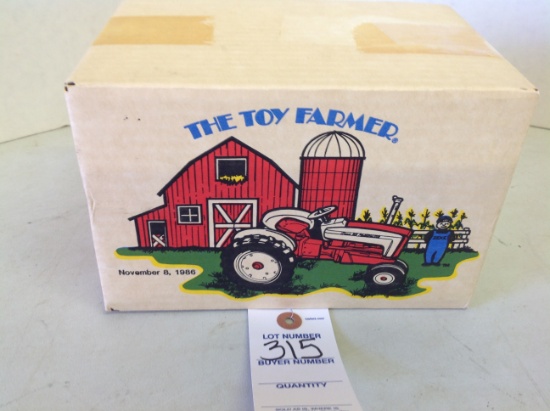 THE TOY FARMER®
November 8, 1986
LOT NUMBER
315
BUYER NUMBER
QUANTITY